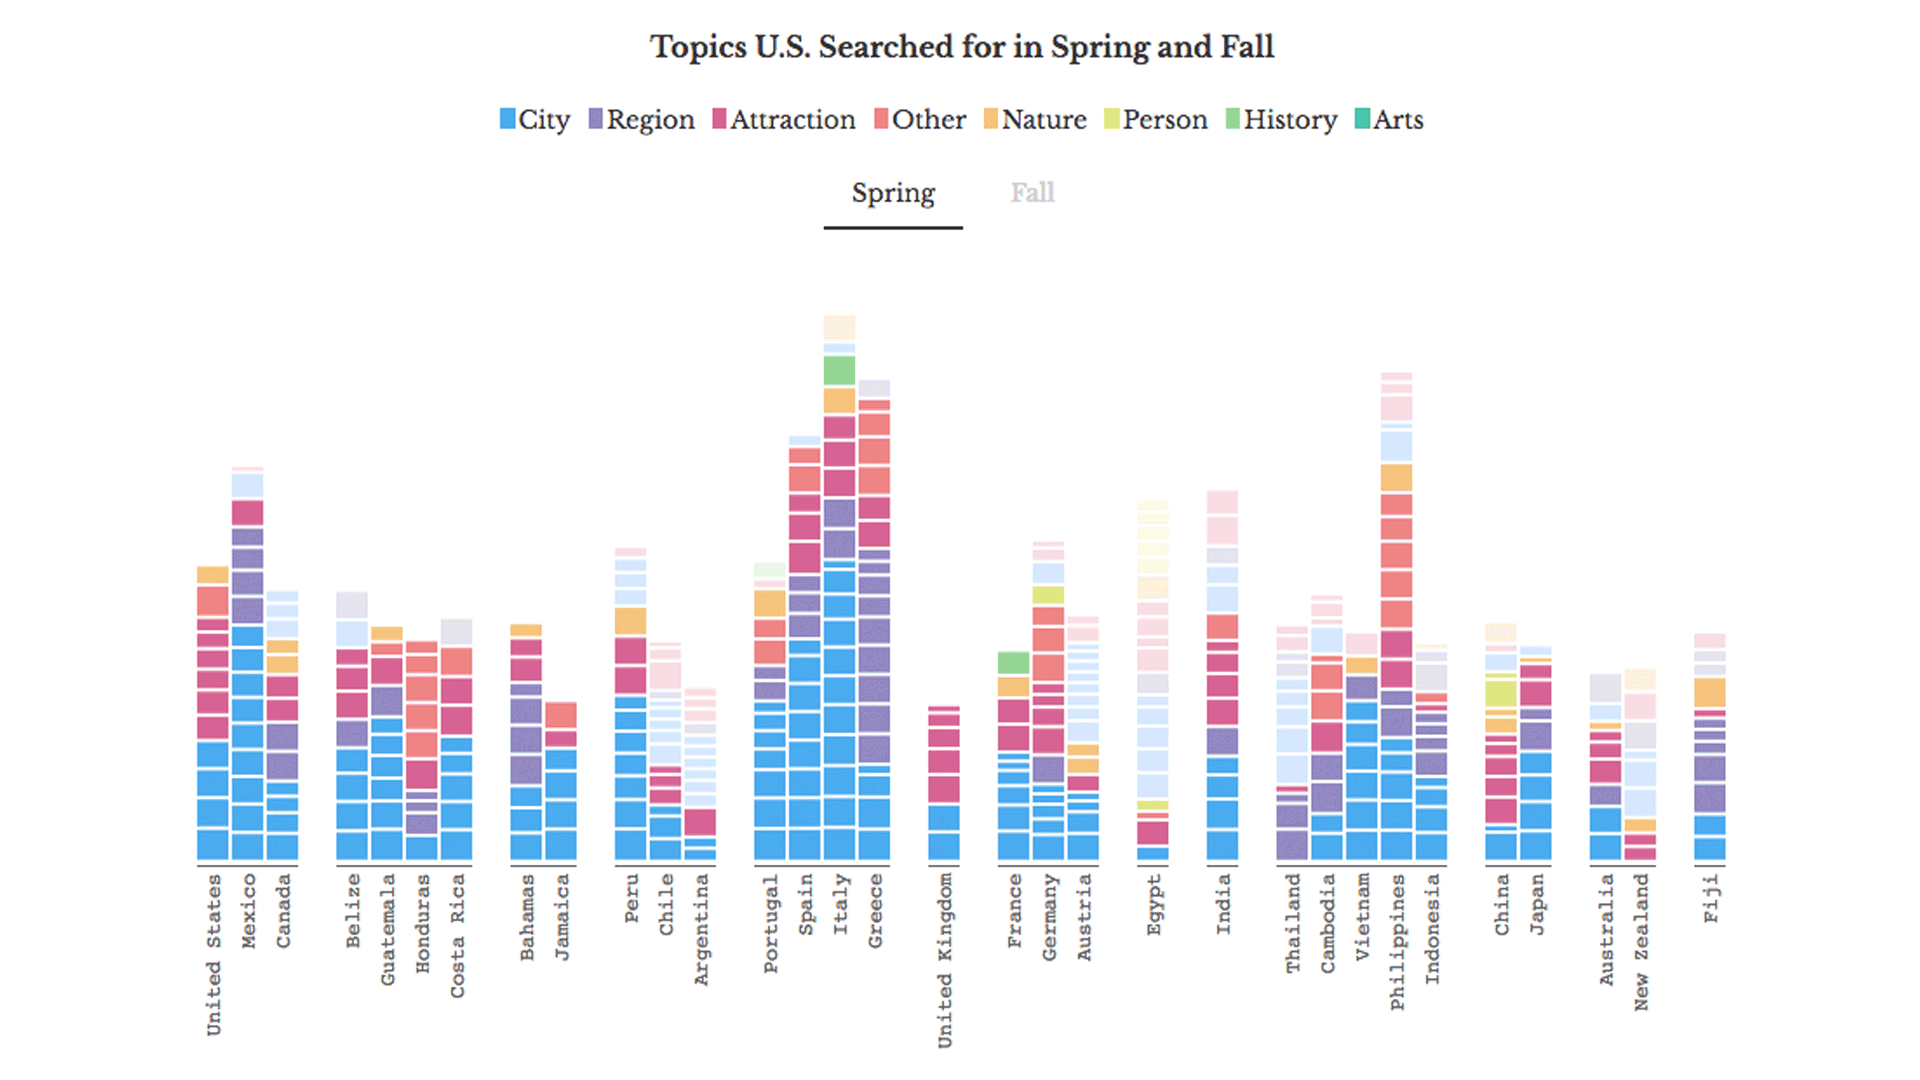 Topics U.S. Searched for in Spring and Fall
City Region Attraction Other Nature Person History Arts
Spring Fall
United States
Mexico
Canada
Belize
Guatemala
Honduras
Costa Rica
Bahamas
Jamaica
Peru
Chile
Argentina
Portugal
Spain
Italy
Greece
United Kingdom
France
Germany
Austria
Egypt
India
Thailand
Cambodia
Vietnam
Philippines
Indonesia
China
Japan
Australia
New Zealand
Fiji